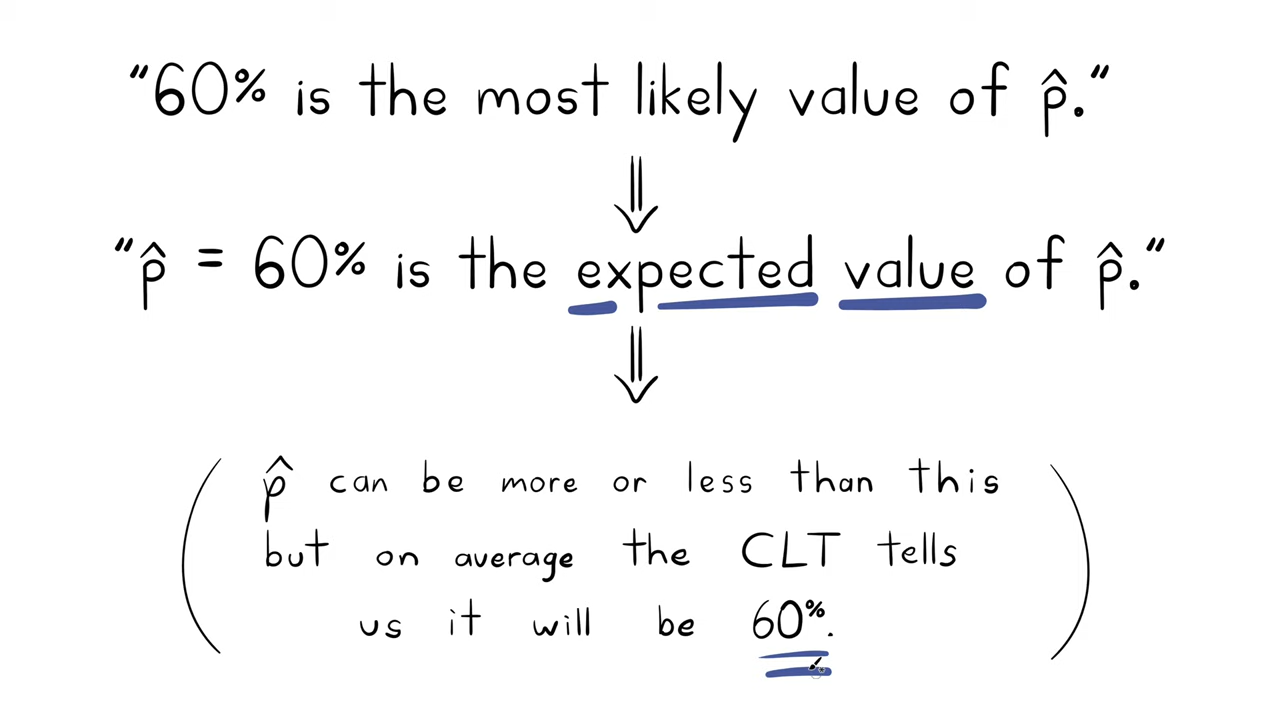 "60% is the most likely value of p̂."
"p̂ = 60% is the expected value of p̂."
(p̂ can be more or less than this
but on average the CLT tells
us it will be 60%.)